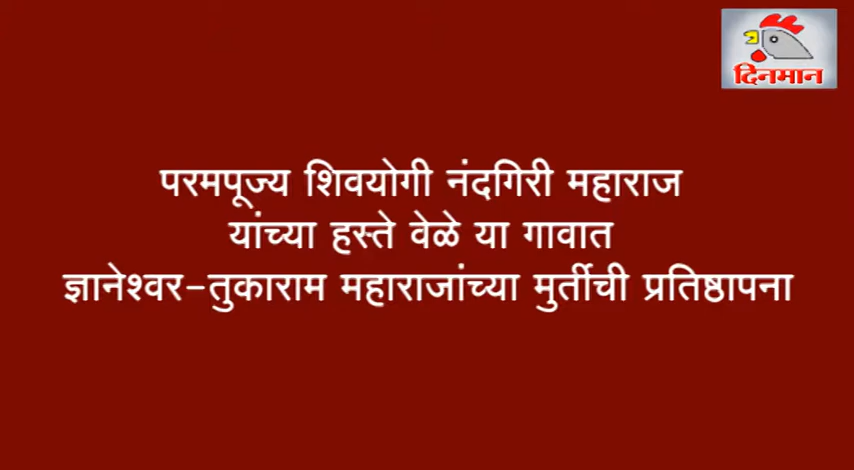 दिनमान
परमपूज्य शिवयोगी नंदगिरी महाराज
यांच्या हस्ते वेळे या गावात
ज्ञानेश्वर-तुकाराम महाराजांच्या मुर्तीची प्रतिष्ठापना